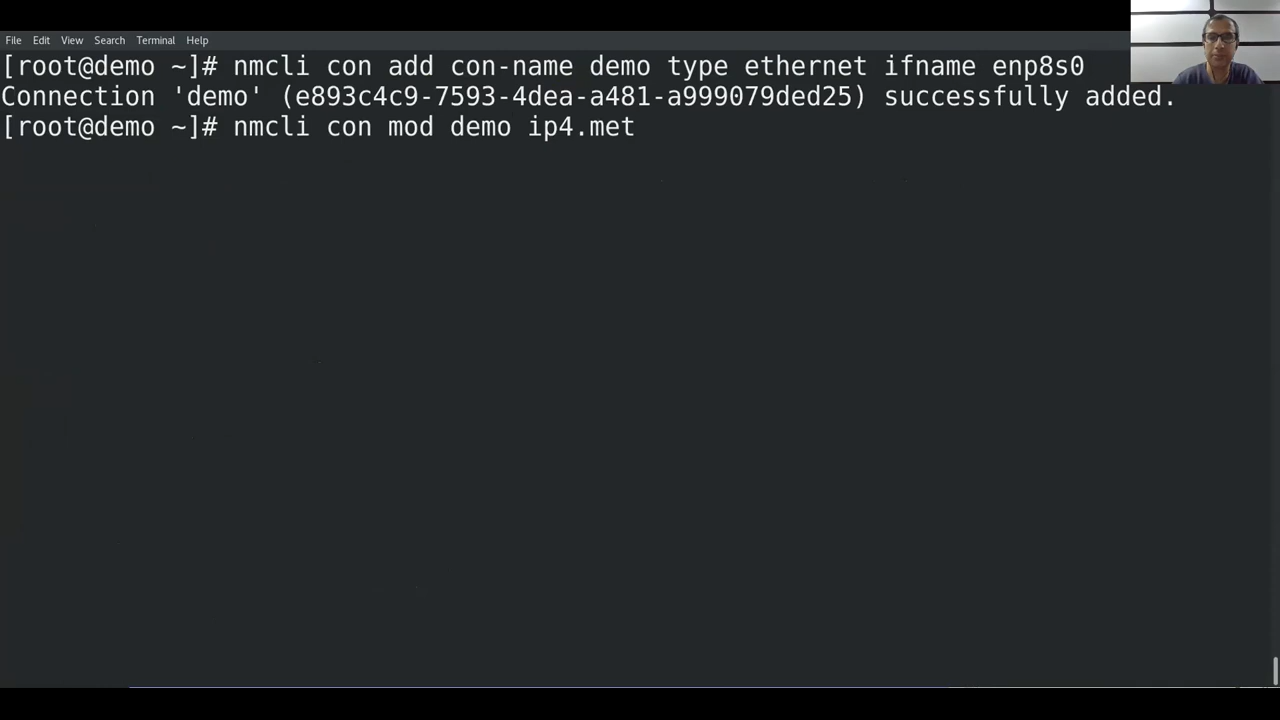 File Edit View Search Terminal Help
[root@demo ~]# nmcli con add con-name demo type ethernet ifname enp8s0
Connection 'demo' (e893c4c9-7593-4dea-a481-a999079ded25) successfully added.
[root@demo ~]# nmcli con mod demo ip4.met